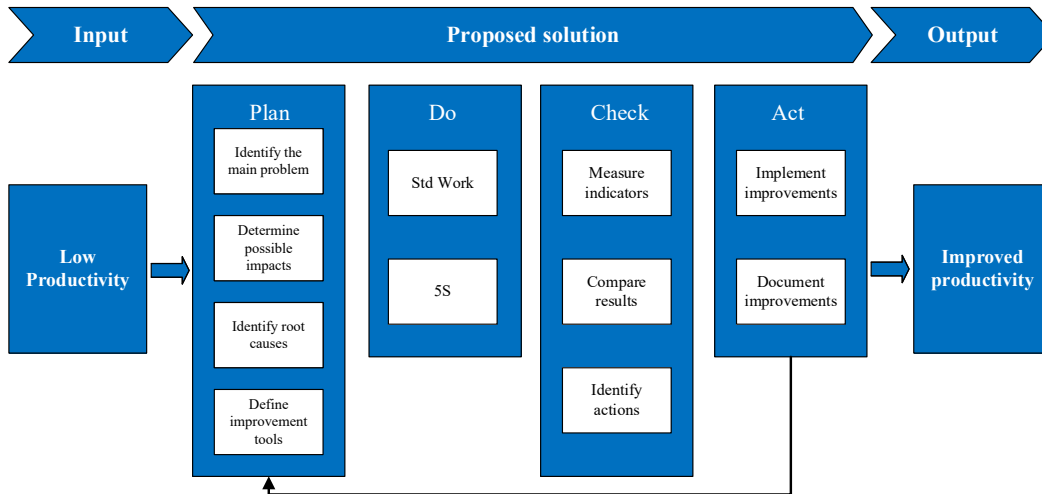 Input
Proposed solution
Output
Low
Productivity
Plan
Identify the
main problem
Determine
possible
impacts
Identify root
causes
Define
improvement
tools
Do
Std Work
5S
Check
Measure
indicators
Compare
results
Identify
actions
Act
Implement
improvements
Document
improvements
Improved
productivity